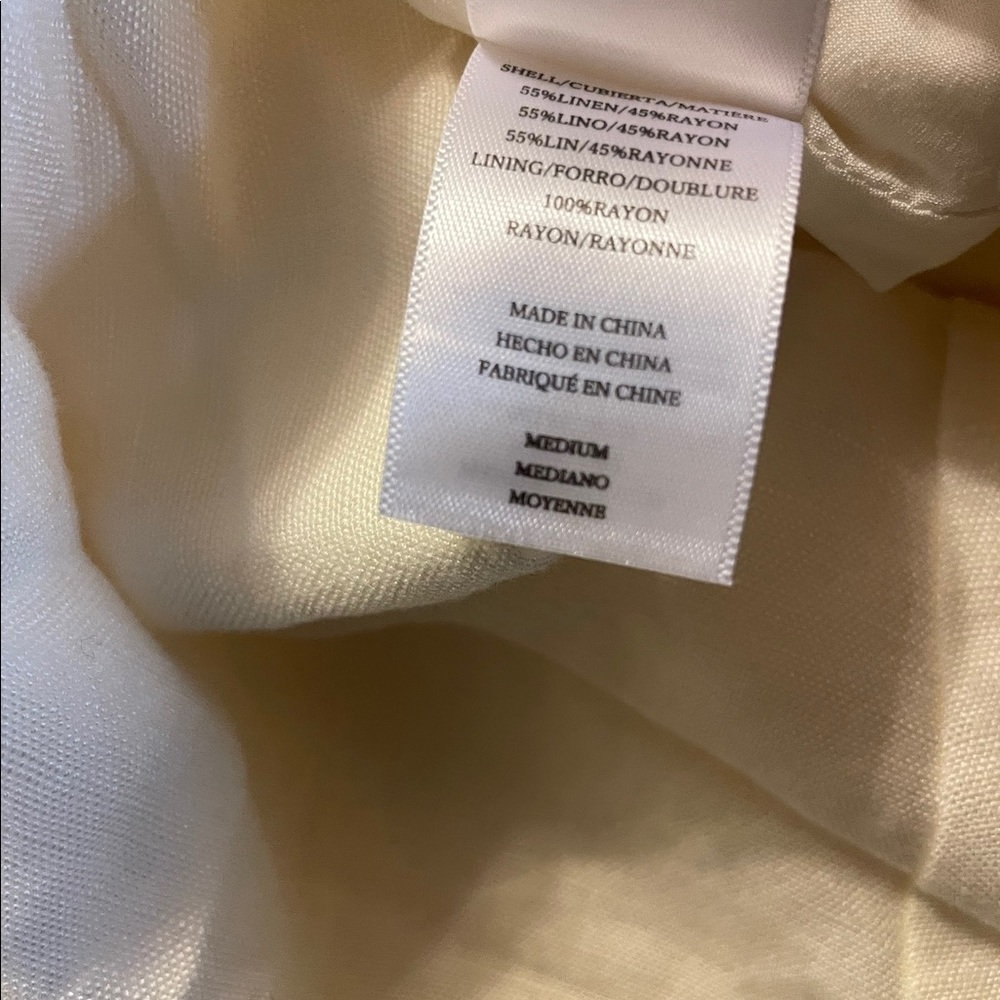 SHELL/CUBIERTA/MATIERE
55%LINEN/45%RAYON
55%LINO/45%RAYON
55%LIN/45%RAYONNE
LINING/FORRO/DOUBLURE
100%RAYON
RAYON/RAYONNE
MADE IN CHINA
HECHO EN CHINA
FABRIQUÉ EN CHINE
MEDIUM
MEDIANO
MOYENNE